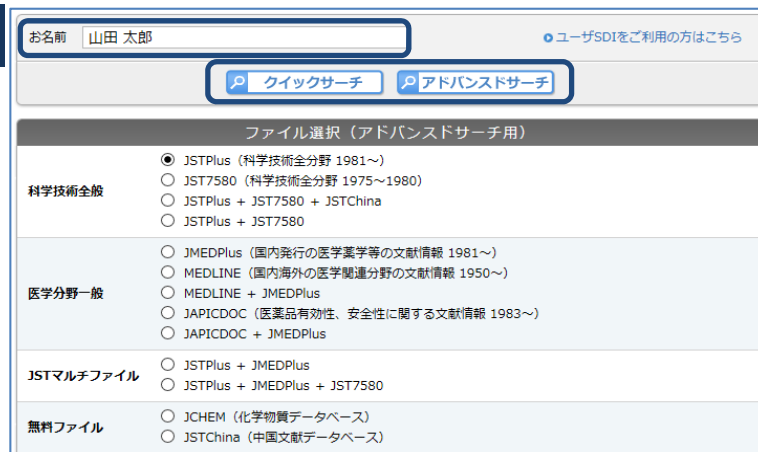 お名前 山田 太郎 ユーザSDIをご利用の方はこちら
クイックサーチ アドバンスドサーチ
ファイル選択（アドバンスドサーチ用）
科学技術全般
JSTPlus（科学技術全分野 1981～）
JST7580（科学技術全分野 1975～1980）
JSTPlus + JST7580 + JSTChina
JSTPlus + JST7580
医学分野一般
JMEDPlus（国内発行の医学薬学等の文献情報 1981～）
MEDLINE（国内海外の医学関連分野の文献情報 1950～）
MEDLINE + JMEDPlus
JAPICDOC（医薬品有効性、安全性に関する文献情報 1983～）
JAPICDOC + JMEDPlus
JSTマルチファイル
JSTPlus + JMEDPlus
JSTPlus + JMEDPlus + JST7580
無料ファイル
JCHEM（化学物質データベース）
JSTChina（中国文献データベース）